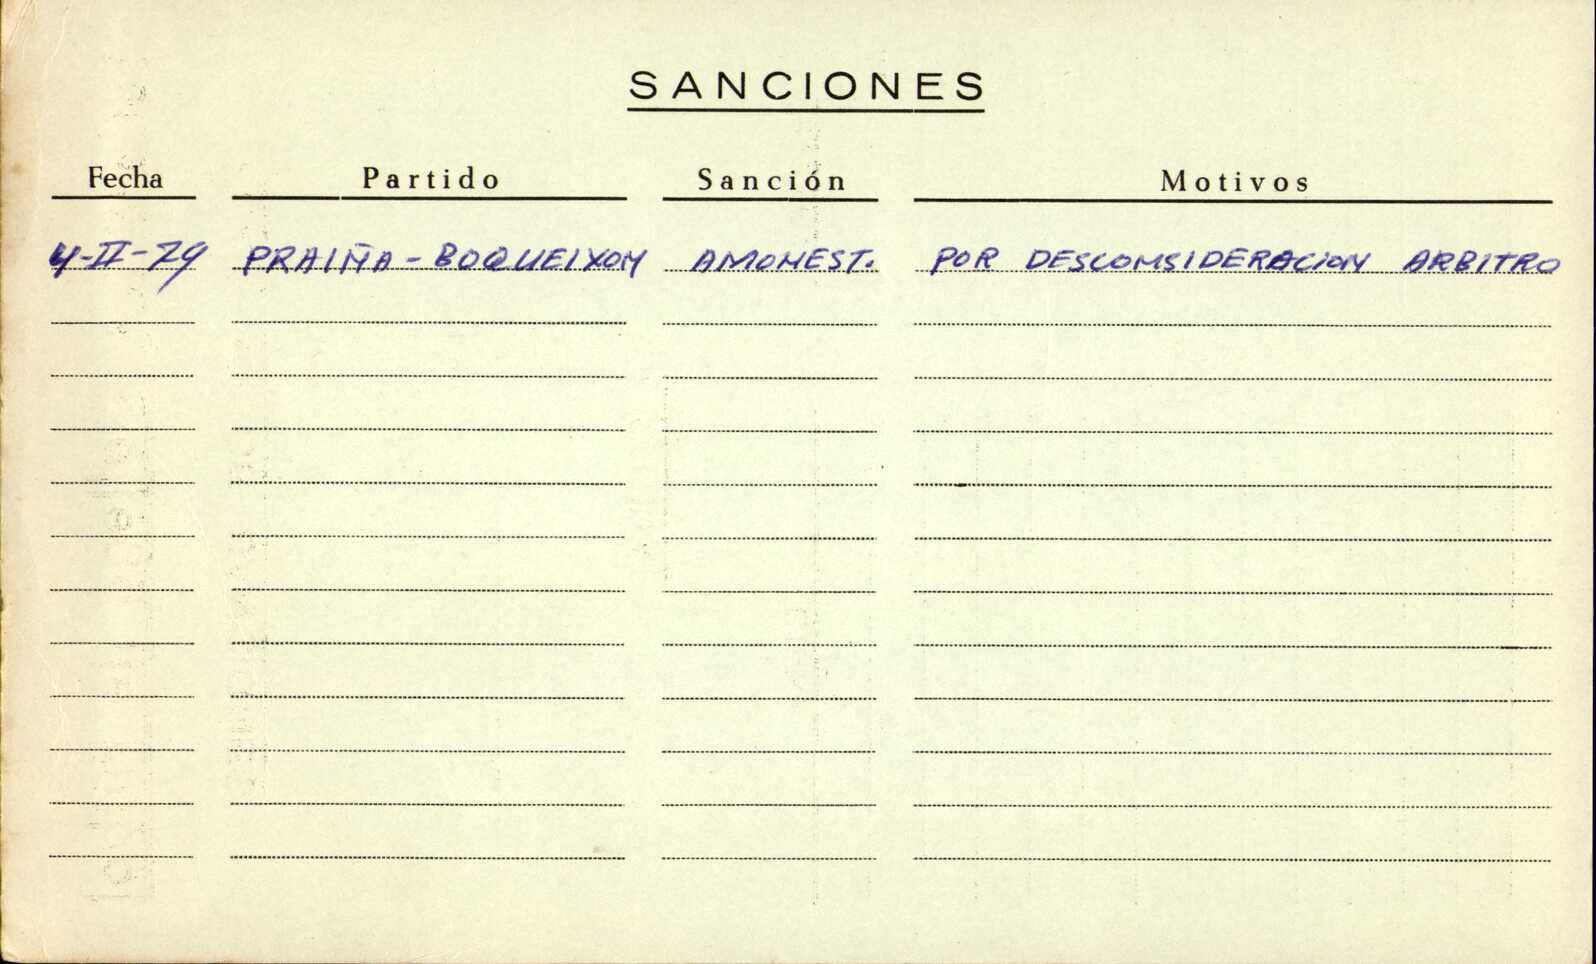 SANCIONES
Fecha Partido Sanción Motivos
4-II-79 PRAIÑA - BOQUEIXON AMONEST. POR DESCONSIDERACION ARBITRO